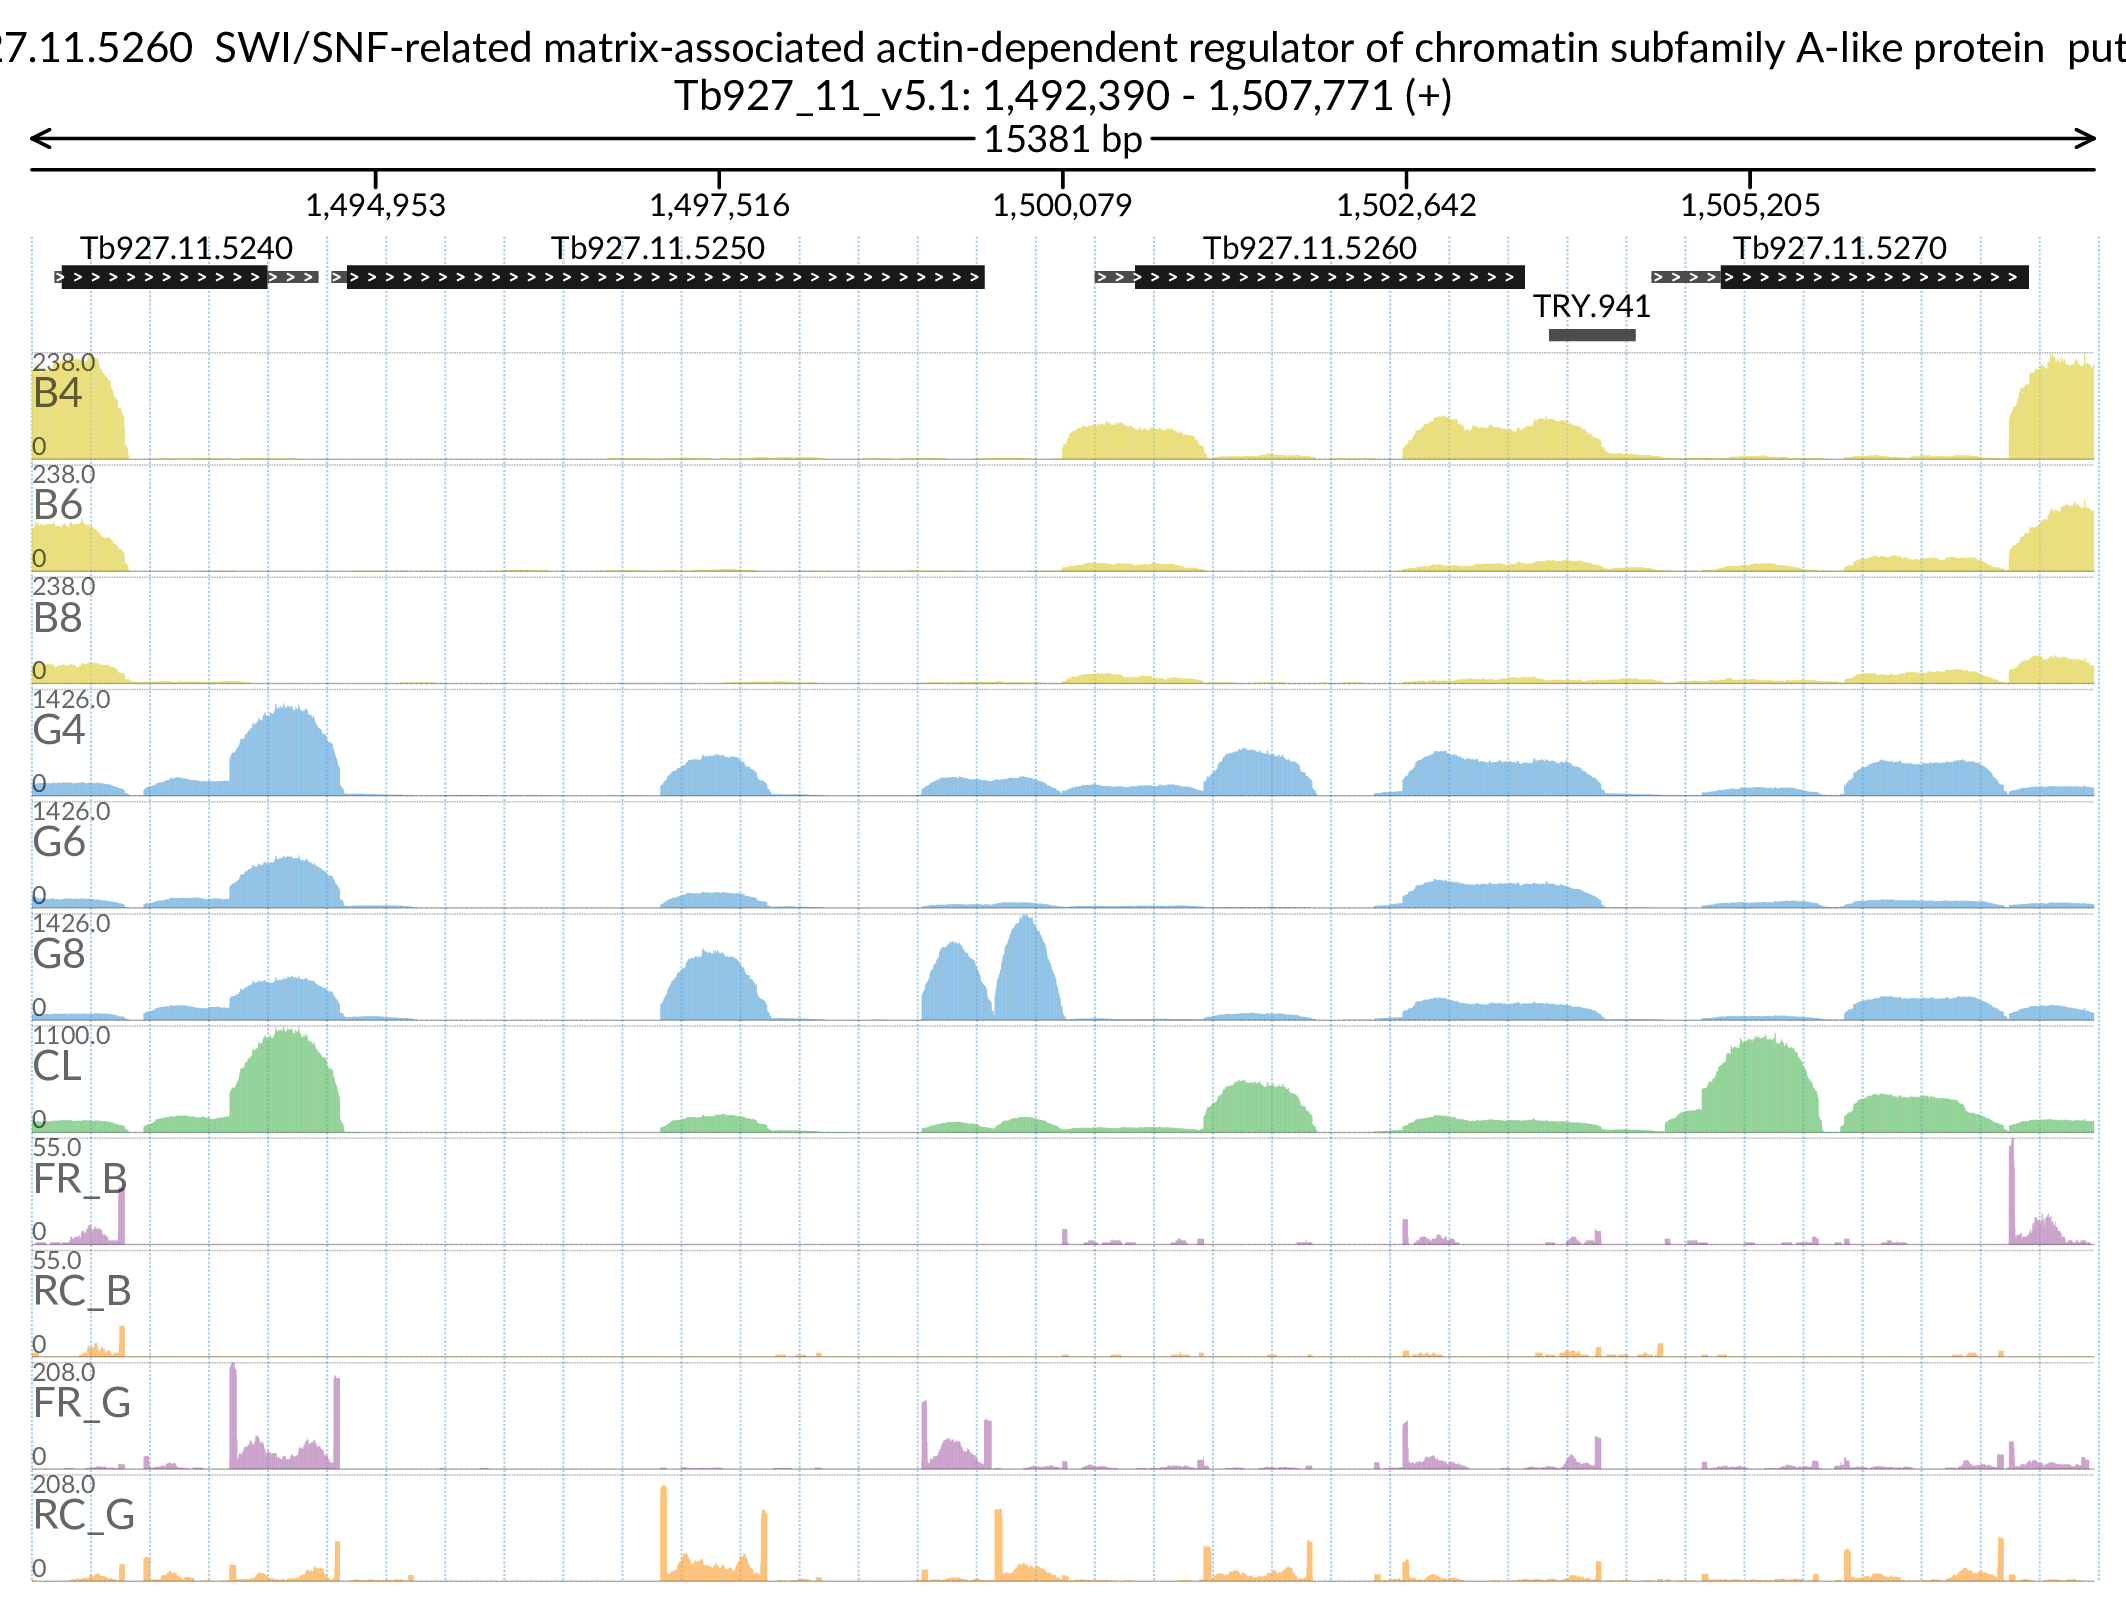 27.11.5260 SWI/SNF-related matrix-associated actin-dependent regulator of chromatin subfamily A-like protein put
Tb927_11_v5.1: 1,492,390 - 1,507,771 (+)
15381 bp
1,494,953 1,497,516 1,500,079 1,502,642 1,505,205
Tb927.11.5240 Tb927.11.5250 Tb927.11.5260 Tb927.11.5270
TRY.941
238.0
B4
0
238.0
B6
0
238.0
B8
0
1426.0
G4
0
1426.0
G6
0
1426.0
G8
0
1100.0
CL
0
55.0
FR_B
0
55.0
RC_B
0
208.0
FR_G
0
208.0
RC_G
0